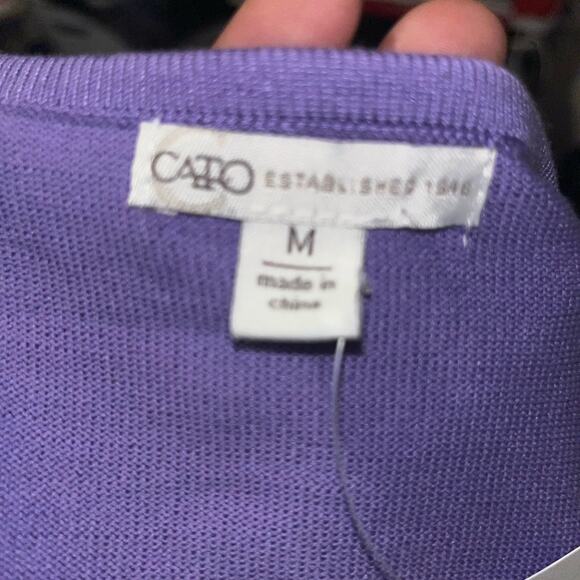 CATO ESTABLISHED 1946
M
made in
china